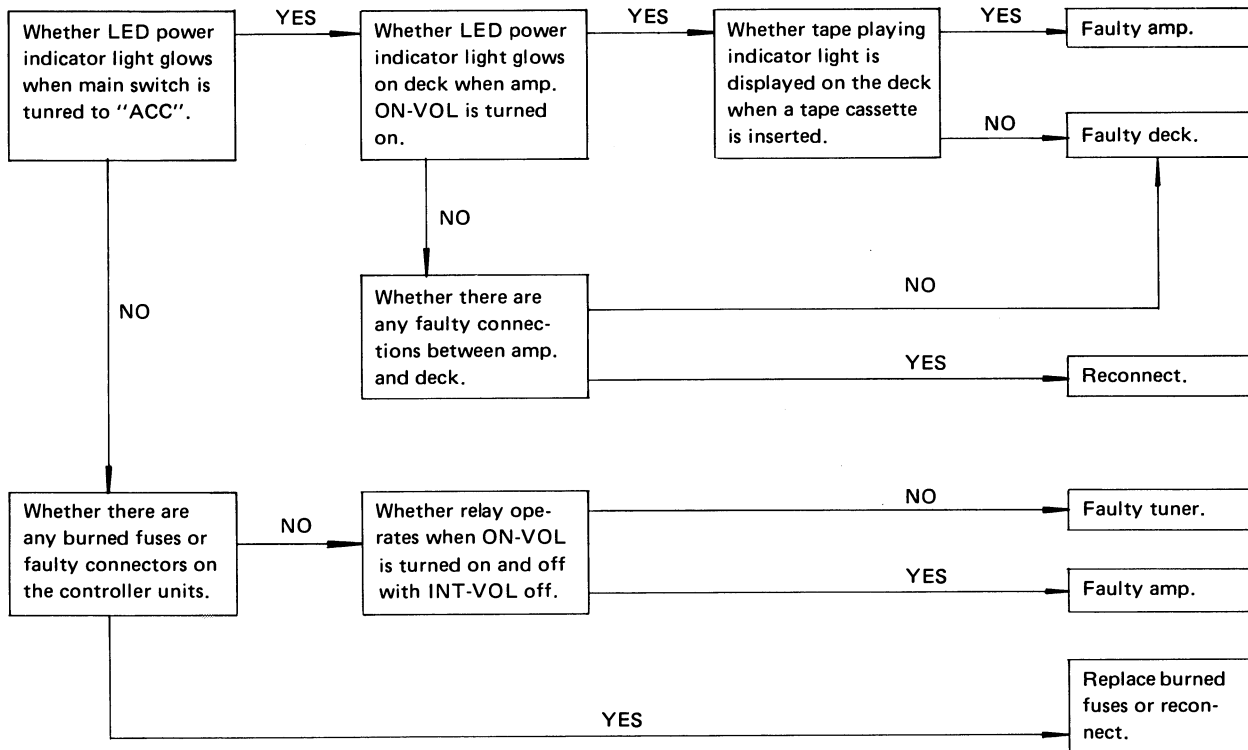 Whether LED power
indicator light glows
when main switch is
tunred to "ACC".
YES
Whether LED power
indicator light glows
on deck when amp.
ON-VOL is turned
on.
YES
Whether tape playing
indicator light is
displayed on the deck
when a tape cassette
is inserted.
YES
Faulty amp.
NO
Faulty deck.
NO
NO
Whether there are
any faulty connec-
tions between amp.
and deck.
NO
YES
Reconnect.
Whether there are
any burned fuses or
faulty connectors on
the controller units.
NO
Whether relay ope-
rates when ON-VOL
is turned on and off
with INT-VOL off.
NO
Faulty tuner.
YES
Faulty amp.
YES
Replace burned
fuses or recon-
nect.